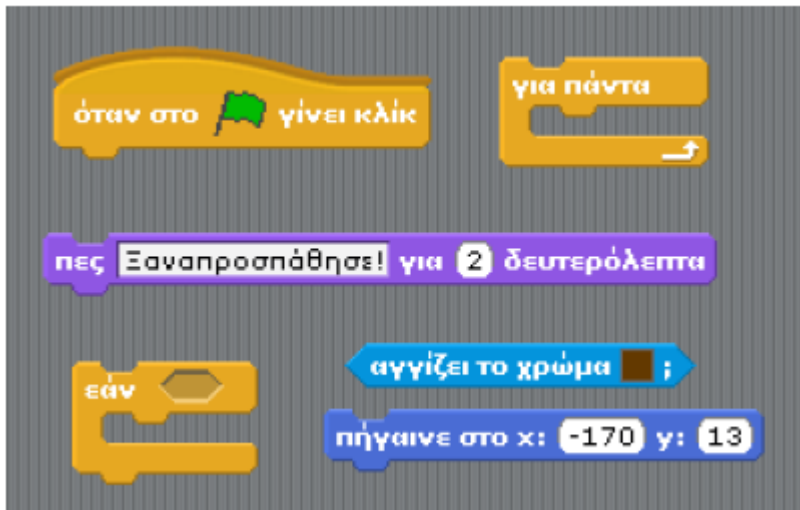 όταν στο γίνει κλίκ
για πάντα
πες Ξαναπροσπάθησε! για 2 δευτερόλεπτα
εάν
αγγίζει το χρώμα ;
πήγαινε στο x: -170 y: 13